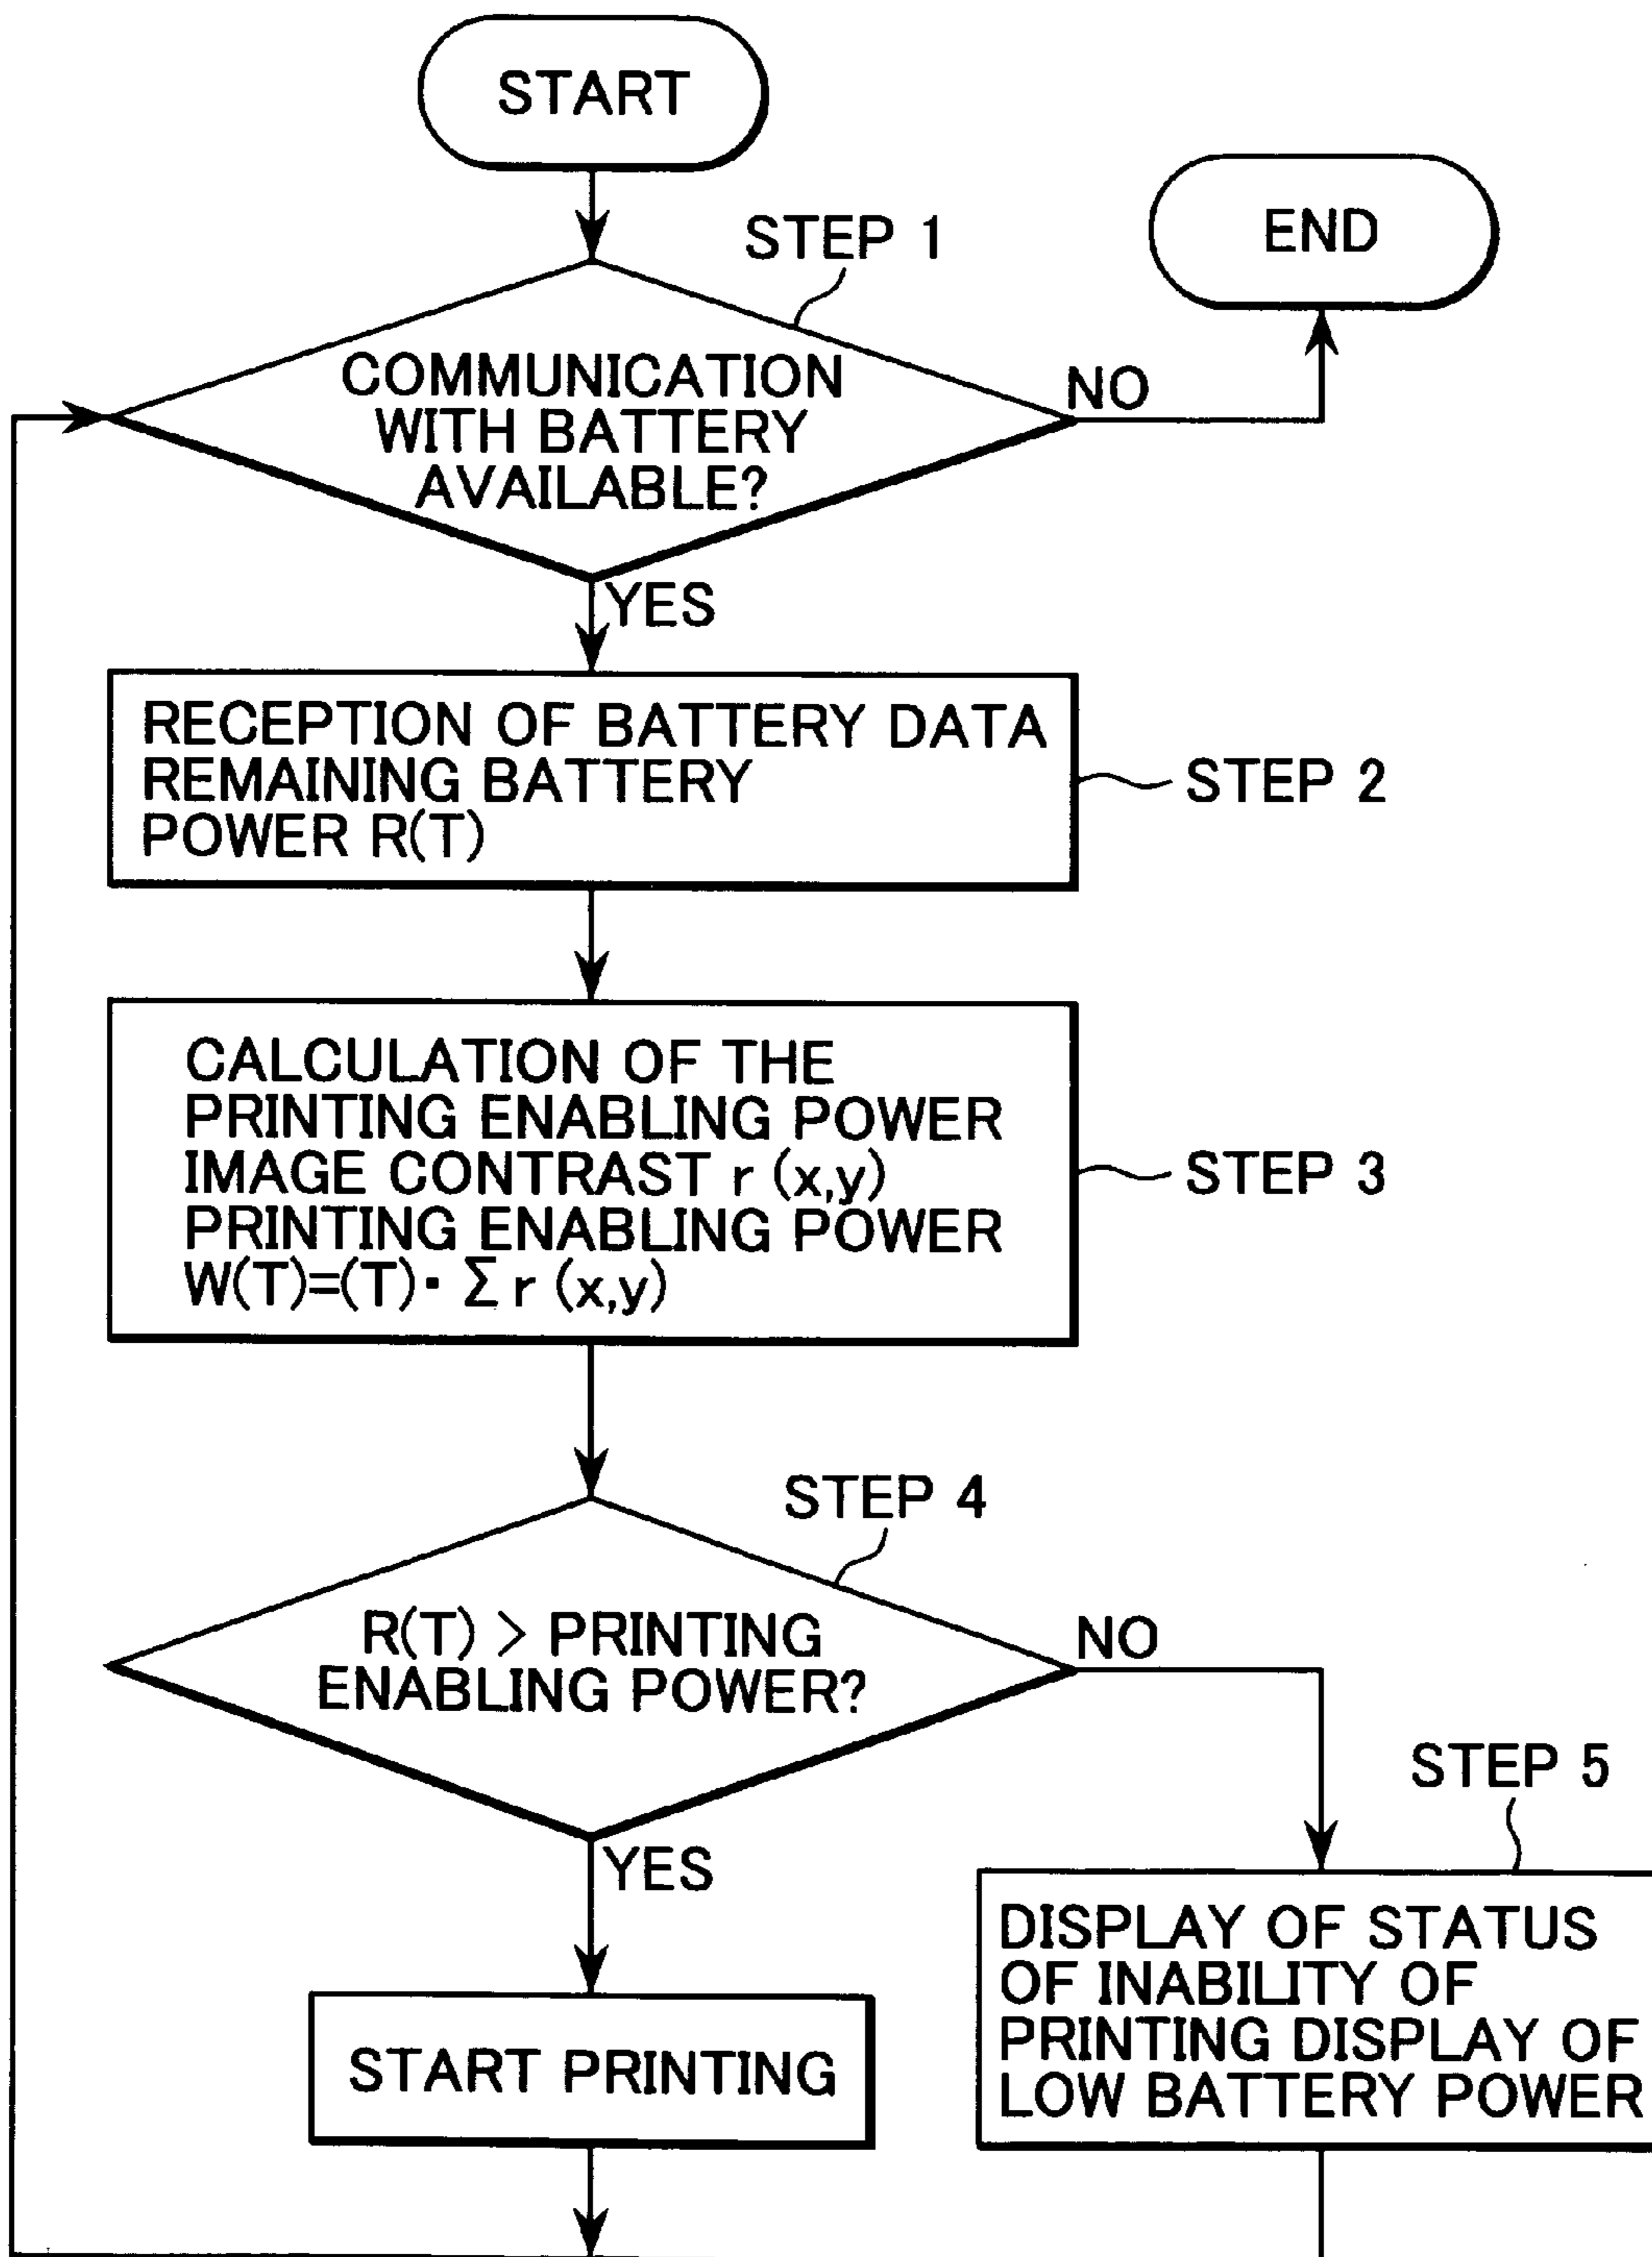 START
END
STEP 1
COMMUNICATION
WITH BATTERY
AVAILABLE?
NO
YES
RECEPTION OF BATTERY DATA
REMAINING BATTERY
POWER R(T)
STEP 2
CALCULATION OF THE
PRINTING ENABLING POWER
IMAGE CONTRAST r (x,y)
PRINTING ENABLING POWER
W(T)=(T)· Σ r (x,y)
STEP 3
STEP 4
R(T) > PRINTING
ENABLING POWER?
NO
YES
STEP 5
START PRINTING
DISPLAY OF STATUS
OF INABILITY OF
PRINTING DISPLAY OF
LOW BATTERY POWER